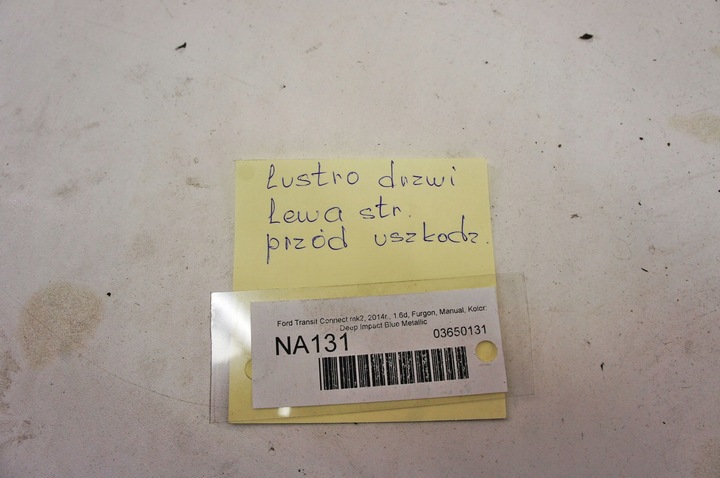 Lustro drzwi
Lewa str.
przód uszkodz.
Ford Transit Connect mk2, 2014r., 1.6d, Furgon, Manual, Kolor:
Deep Impact Blue Metallic
NA131
03650131